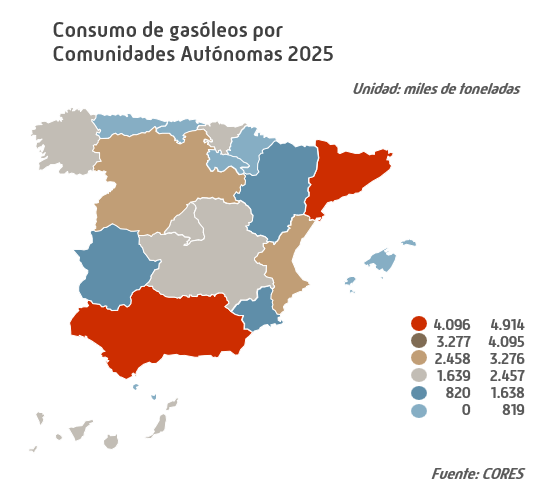 Consumo de gasóleos por
Comunidades Autónomas 2025
Unidad: miles de toneladas
4.096 4.914
3.277 4.095
2.458 3.276
1.639 2.457
820 1.638
0 819
Fuente: CORES